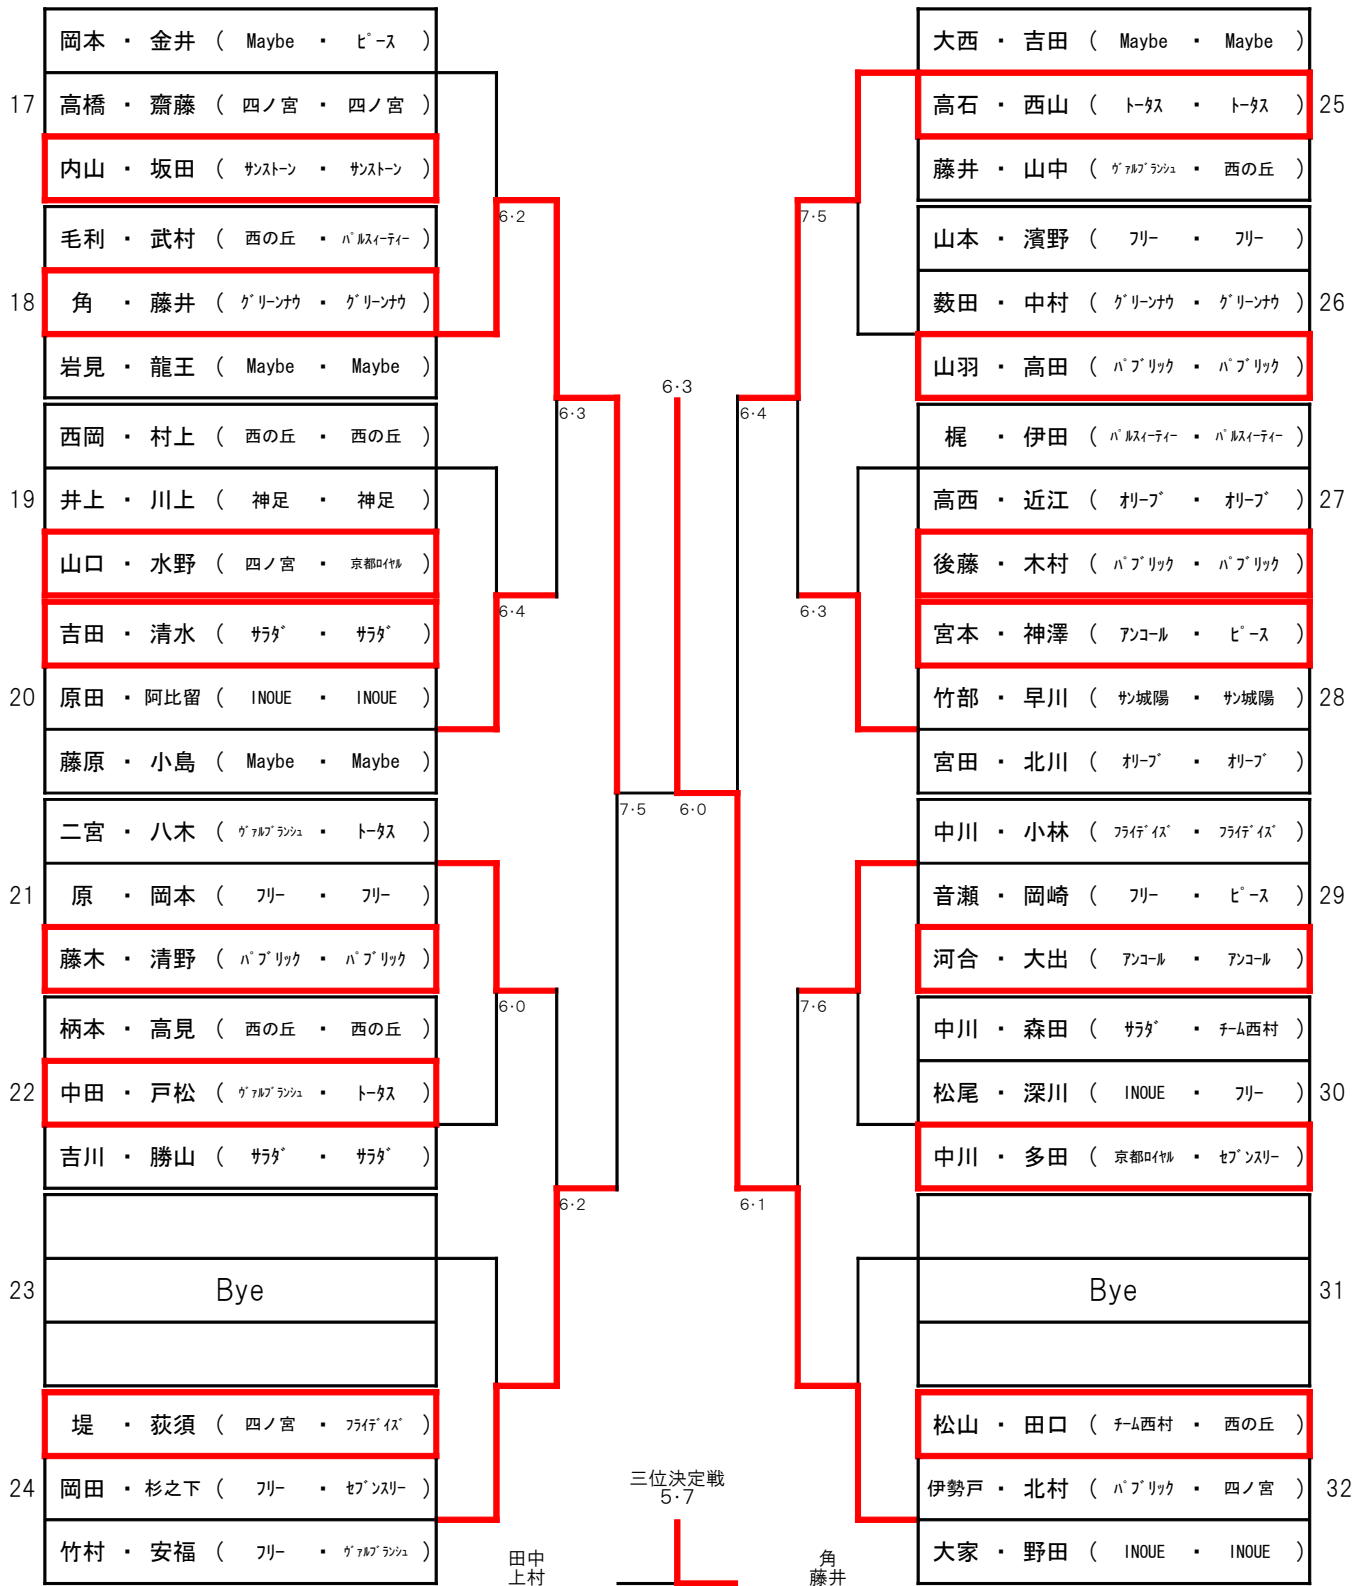 岡本 ・ 金井 ( Maybe ・ ﾋﾟｰｽ )
17 高橋 ・ 齋藤 ( 四ノ宮 ・ 四ノ宮 )
内山 ・ 坂田 ( ｻﾝｽﾄｰﾝ ・ ｻﾝｽﾄｰﾝ )
6・2
毛利 ・ 武村 ( 西の丘 ・ ﾊﾟﾙｽｨｰﾃｨｰ )
18 角 ・ 藤井 ( ｸﾞﾘｰﾝﾅｳ ・ ｸﾞﾘｰﾝﾅｳ )
岩見 ・ 龍王 ( Maybe ・ Maybe )
6・3
西岡 ・ 村上 ( 西の丘 ・ 西の丘 )
19 井上 ・ 川上 ( 神足 ・ 神足 )
山口 ・ 水野 ( 四ノ宮 ・ 京都ﾛｲﾔﾙ )
6・4
吉田 ・ 清水 ( ｻﾗﾀﾞ ・ ｻﾗﾀﾞ )
20 原田 ・ 阿比留 ( INOUE ・ INOUE )
藤原 ・ 小島 ( Maybe ・ Maybe )
7・5
二宮 ・ 八木 ( ｳﾞｧﾙﾌﾞﾗﾝｼｭ ・ ﾄｰﾀｽ )
21 原 ・ 岡本 ( ﾌﾘｰ ・ ﾌﾘｰ )
藤木 ・ 清野 ( ﾊﾟﾌﾞﾘｯｸ ・ ﾊﾟﾌﾞﾘｯｸ )
6・0
柄本 ・ 高見 ( 西の丘 ・ 西の丘 )
22 中田 ・ 戸松 ( ｳﾞｧﾙﾌﾞﾗﾝｼｭ ・ ﾄｰﾀｽ )
吉川 ・ 勝山 ( ｻﾗﾀﾞ ・ ｻﾗﾀﾞ )
6・2
23 Bye
堤 ・ 荻須 ( 四ノ宮 ・ ﾌﾗｲﾃﾞｲｽﾞ )
24 岡田 ・ 杉之下 ( ﾌﾘｰ ・ ｾﾌﾞﾝｽﾘｰ )
竹村 ・ 安福 ( ﾌﾘｰ ・ ｳﾞｧﾙﾌﾞﾗﾝｼｭ )
6・3
6・0
大西 ・ 吉田 ( Maybe ・ Maybe )
高石 ・ 西山 ( ﾄｰﾀｽ ・ ﾄｰﾀｽ ) 25
藤井 ・ 山中 ( ｳﾞｧﾙﾌﾞﾗﾝｼｭ ・ 西の丘 )
7・5
山本 ・ 濱野 ( ﾌﾘｰ ・ ﾌﾘｰ )
薮田 ・ 中村 ( ｸﾞﾘｰﾝﾅｳ ・ ｸﾞﾘｰﾝﾅｳ ) 26
山羽 ・ 高田 ( ﾊﾟﾌﾞﾘｯｸ ・ ﾊﾟﾌﾞﾘｯｸ )
6・4
梶 ・ 伊田 ( ﾊﾟﾙｽｨｰﾃｨｰ ・ ﾊﾟﾙｽｨｰﾃｨｰ )
高西 ・ 近江 ( ｵﾘｰﾌﾞ ・ ｵﾘｰﾌﾞ ) 27
後藤 ・ 木村 ( ﾊﾟﾌﾞﾘｯｸ ・ ﾊﾟﾌﾞﾘｯｸ )
6・3
宮本 ・ 神澤 ( ｱﾝｺｰﾙ ・ ﾋﾟｰｽ )
竹部 ・ 早川 ( ｻﾝ城陽 ・ ｻﾝ城陽 ) 28
宮田 ・ 北川 ( ｵﾘｰﾌﾞ ・ ｵﾘｰﾌﾞ )
中川 ・ 小林 ( ﾌﾗｲﾃﾞｲｽﾞ ・ ﾌﾗｲﾃﾞｲｽﾞ )
音瀬 ・ 岡崎 ( ﾌﾘｰ ・ ﾋﾟｰｽ ) 29
河合 ・ 大出 ( ｱﾝｺｰﾙ ・ ｱﾝｺｰﾙ )
7・6
中川 ・ 森田 ( ｻﾗﾀﾞ ・ ﾁｰﾑ西村 )
松尾 ・ 深川 ( INOUE ・ ﾌﾘｰ ) 30
中川 ・ 多田 ( 京都ﾛｲﾔﾙ ・ ｾﾌﾞﾝｽﾘｰ )
6・1
Bye 31
松山 ・ 田口 ( ﾁｰﾑ西村 ・ 西の丘 )
伊勢戸 ・ 北村 ( ﾊﾟﾌﾞﾘｯｸ ・ 四ノ宮 ) 32
大家 ・ 野田 ( INOUE ・ INOUE )
三位決定戦
5・7
田中
上村
角
藤井